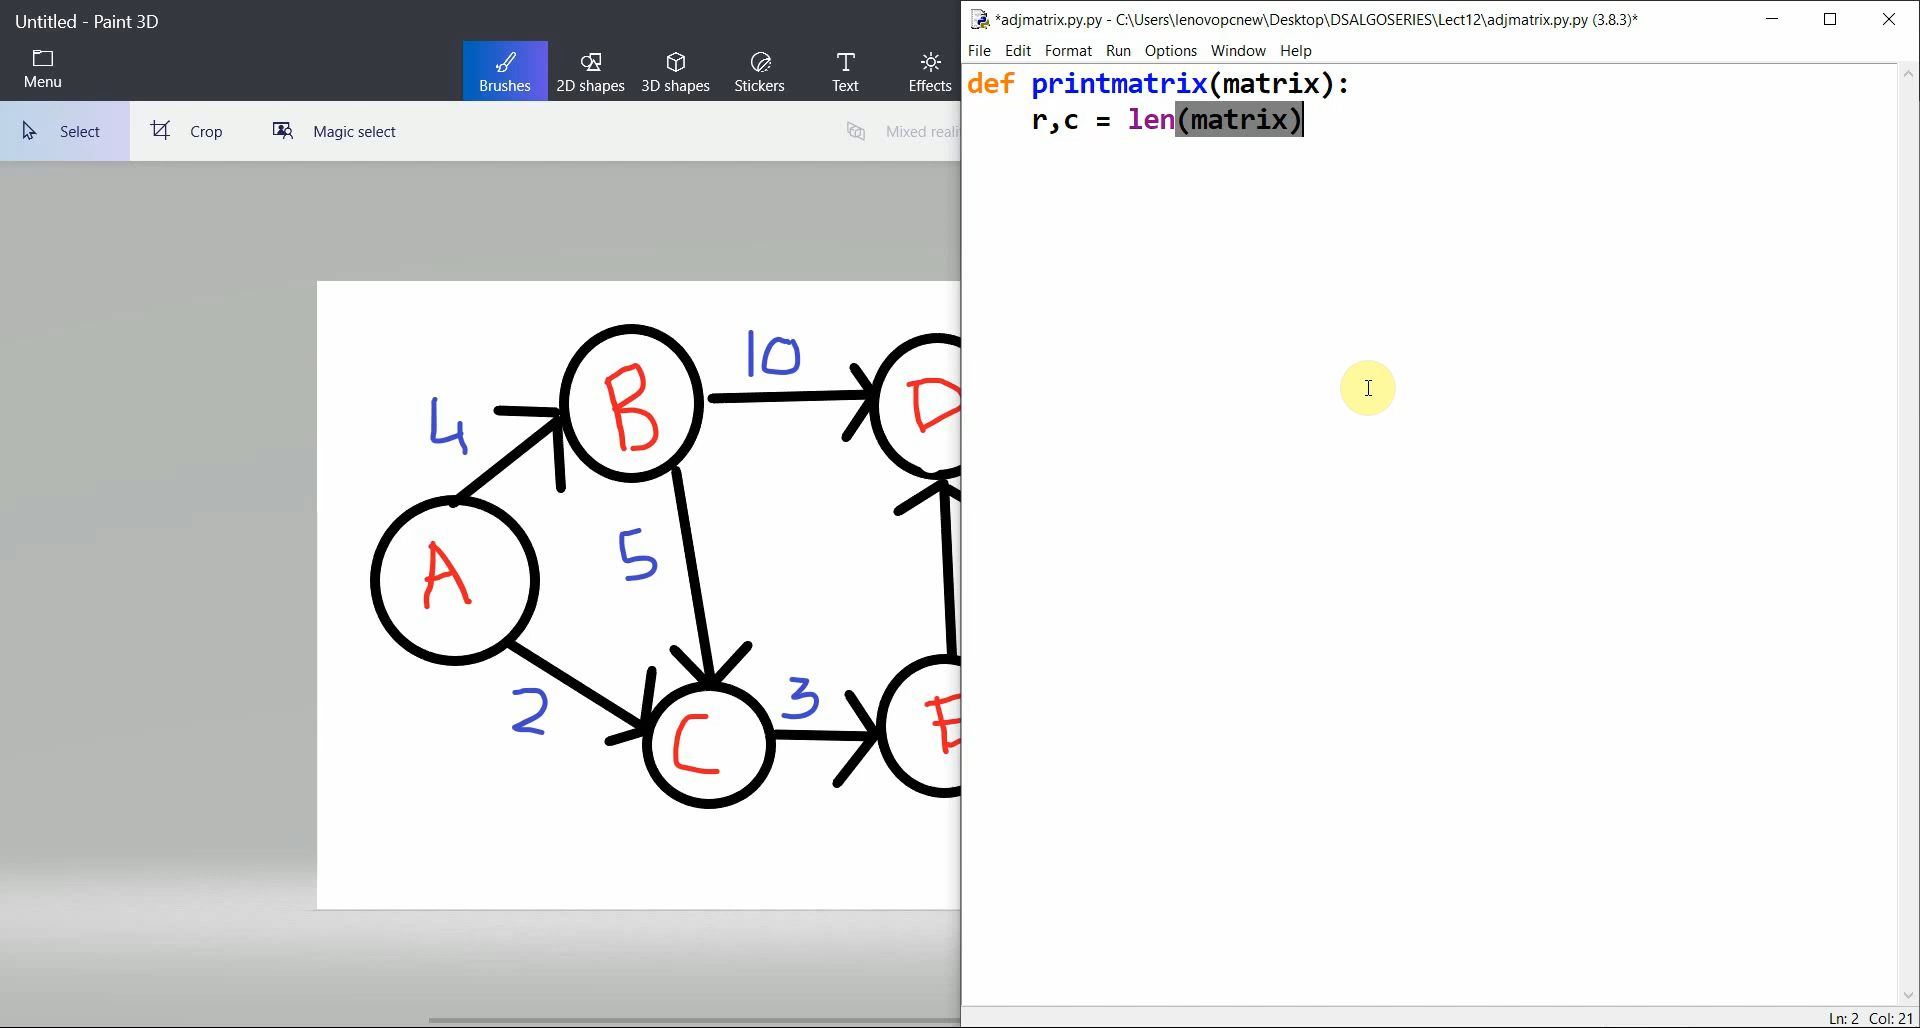 Untitled - Paint 3D
Menu
Brushes
2D shapes
3D shapes
Stickers
Text
Effects
Select
Crop
Magic select
Mixed reali
*adjmatrix.py.py - C:\Users\lenovopcnew\Desktop\DSALGOSERIES\Lect12\adjmatrix.py.py (3.8.3)*
File Edit Format Run Options Window Help
def printmatrix(matrix):
r,c = len(matrix)
4
B
10
D
A
5
2
C
3
E
Ln: 2 Col: 21